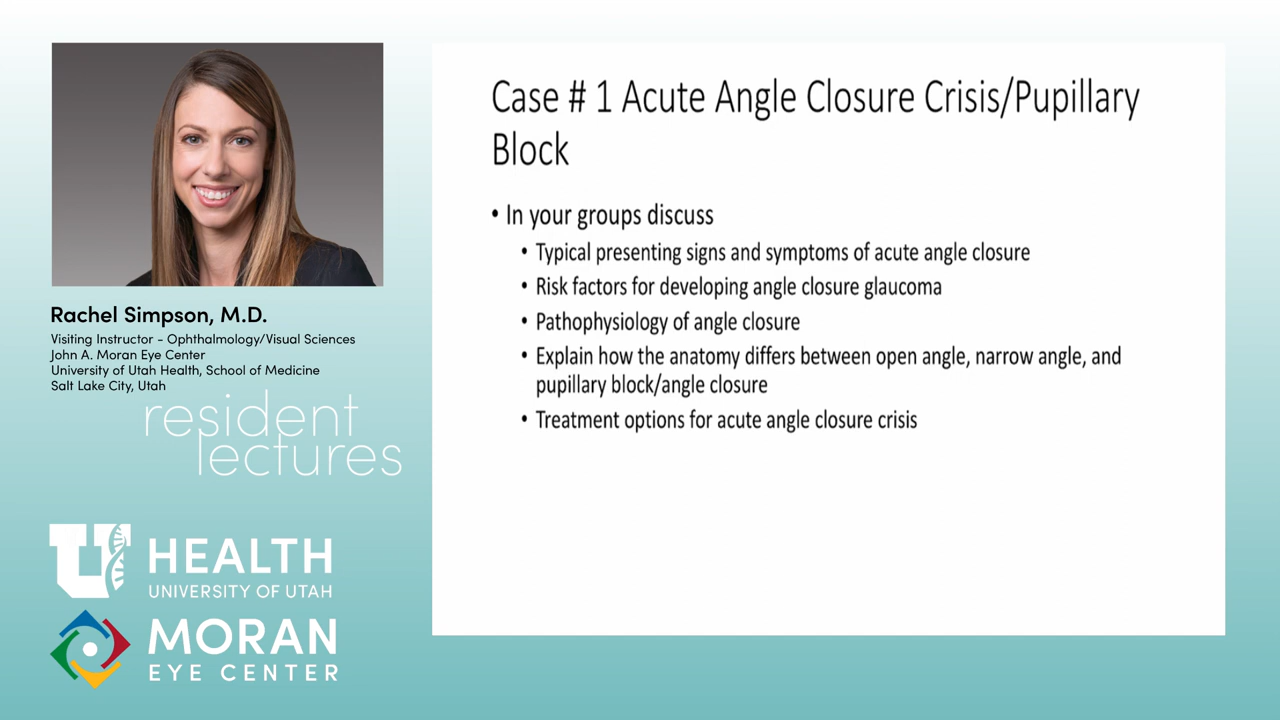 Rachel Simpson, M.D.
Visiting Instructor - Ophthalmology/Visual Sciences
John A. Moran Eye Center
University of Utah Health, School of Medicine
Salt Lake City, Utah
resident
lectures
U HEALTH
UNIVERSITY OF UTAH
MORAN
EYE CENTER
Case # 1 Acute Angle Closure Crisis/Pupillary
Block
• In your groups discuss
• Typical presenting signs and symptoms of acute angle closure
• Risk factors for developing angle closure glaucoma
• Pathophysiology of angle closure
• Explain how the anatomy differs between open angle, narrow angle, and
pupillary block/angle closure
• Treatment options for acute angle closure crisis